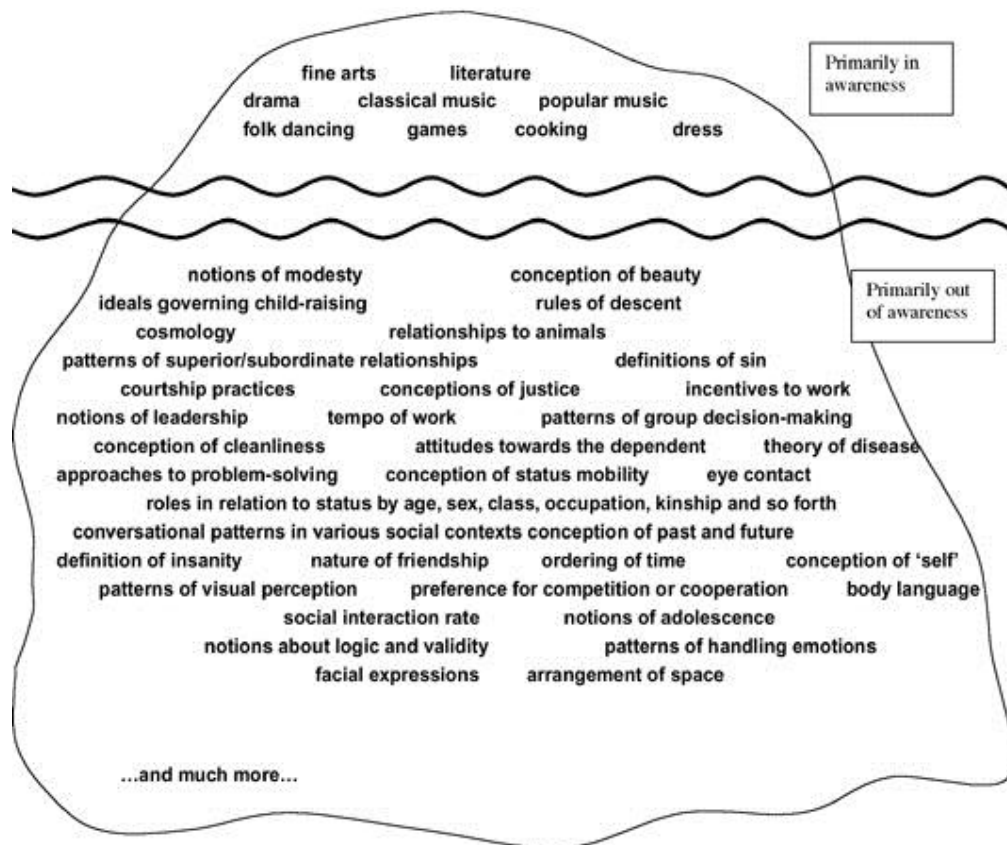 fine arts literature
drama classical music popular music
folk dancing games cooking dress
Primarily in
awareness
notions of modesty conception of beauty
ideals governing child-raising rules of descent
cosmology relationships to animals
patterns of superior/subordinate relationships definitions of sin
courtship practices conceptions of justice incentives to work
notions of leadership tempo of work patterns of group decision-making
conception of cleanliness attitudes towards the dependent theory of disease
approaches to problem-solving conception of status mobility eye contact
roles in relation to status by age, sex, class, occupation, kinship and so forth
conversational patterns in various social contexts conception of past and future
definition of insanity nature of friendship ordering of time conception of ‘self’
patterns of visual perception preference for competition or cooperation body language
social interaction rate notions of adolescence
notions about logic and validity patterns of handling emotions
facial expressions arrangement of space
…and much more…
Primarily out
of awareness